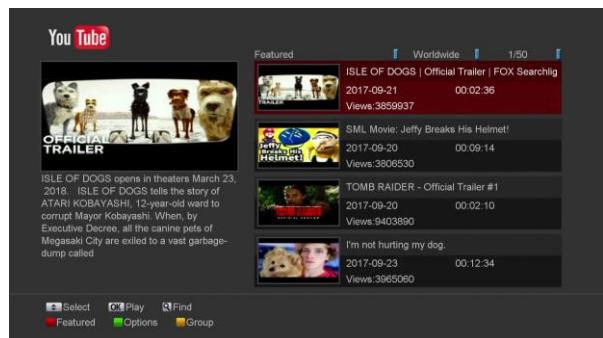 YouTube
Featured Worldwide 1/50
OFFICIAL
TRAILER
ISLE OF DOGS opens in theaters March 23,
2018. ISLE OF DOGS tells the story of
ATARI KOBAYASHI, 12-year-old ward to
corrupt Mayor Kobayashi. When, by
Executive Decree, all the canine pets of
Megasaki City are exiled to a vast garbage-
dump called
TRAILER
ISLE OF DOGS | Official Trailer | FOX Searchlig
2017-09-21 00:02:36
Views:3859937
Jeffy
Breaks His
Helmet!
SML Movie: Jeffy Breaks His Helmet!
2017-09-20 00:09:14
Views:3806530
TOMB RAIDER
TOMB RAIDER - Official Trailer #1
2017-09-20 00:02:10
Views:9403890
I'm not hurting my dog.
2017-09-23 00:12:34
Views:3965060
Select OK Play Find
Featured Options Group